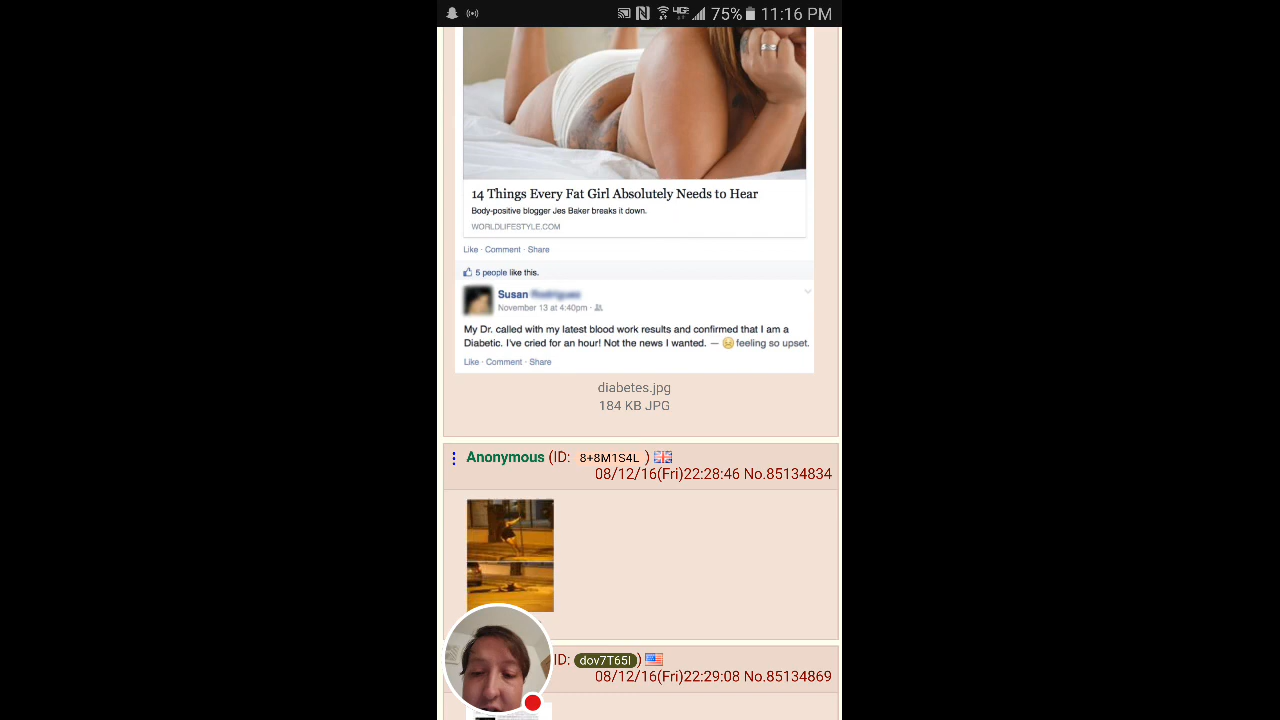 75% 11:16 PM
14 Things Every Fat Girl Absolutely Needs to Hear
Body-positive blogger Jes Baker breaks it down.
WORLDLIFESTYLE.COM
Like · Comment · Share
5 people like this.
Susan
November 13 at 4:40pm ·
My Dr. called with my latest blood work results and confirmed that I am a
Diabetic. I've cried for an hour! Not the news I wanted. — feeling so upset.
Like · Comment · Share
diabetes.jpg
184 KB JPG
Anonymous (ID: 8+8M1S4L )
08/12/16(Fri)22:28:46 No.85134834
ID: dov7T65l )
08/12/16(Fri)22:29:08 No.85134869